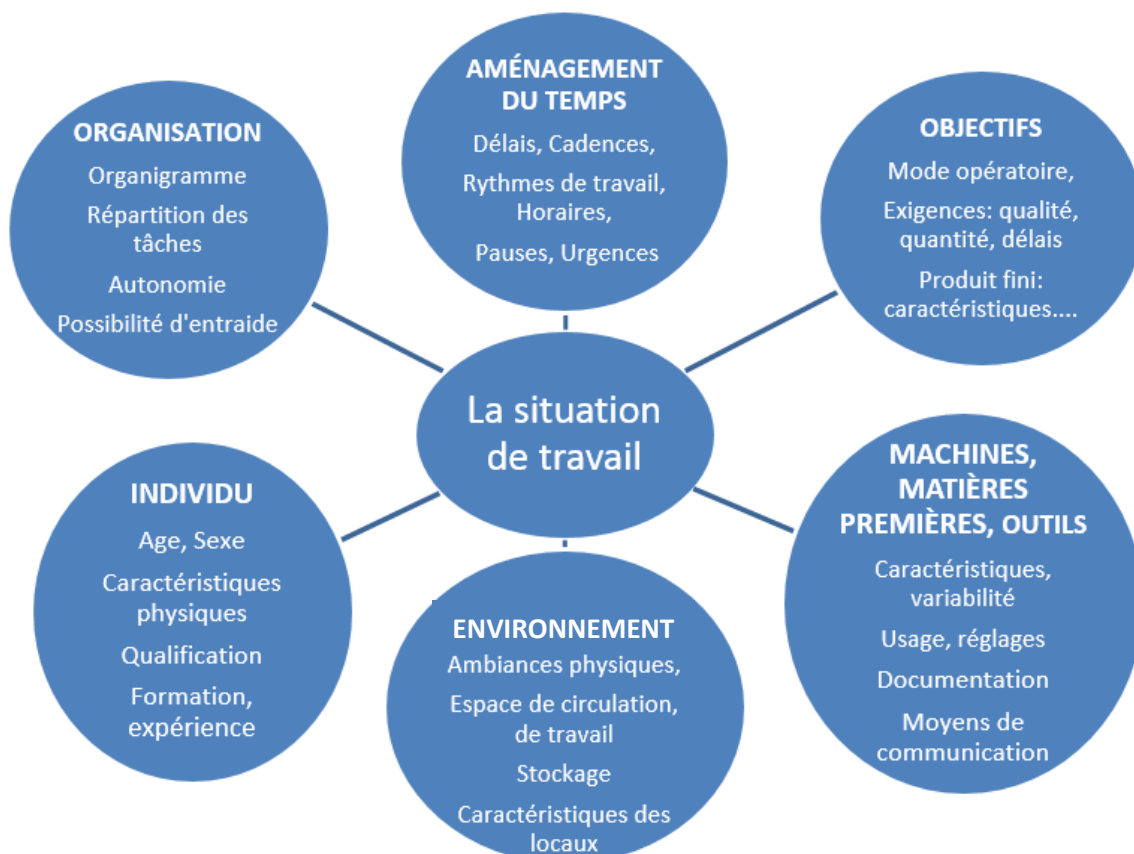 AMÉNAGEMENT
DU TEMPS
Délais, Cadences,
Rythmes de travail,
Horaires,
Pauses, Urgences
ORGANISATION
Organigramme
Répartition des
tâches
Autonomie
Possibilité d'entraide
OBJECTIFS
Mode opératoire,
Exigences: qualité,
quantité, délais
Produit fini:
caractéristiques....
La situation
de travail
INDIVIDU
Age, Sexe
Caractéristiques
physiques
Qualification
Formation,
expérience
ENVIRONNEMENT
Ambiances physiques,
Espace de circulation,
de travail
Stockage
Caractéristiques des
locaux
MACHINES,
MATIÈRES
PREMIÈRES, OUTILS
Caractéristiques,
variabilité
Usage, réglages
Documentation
Moyens de
communication